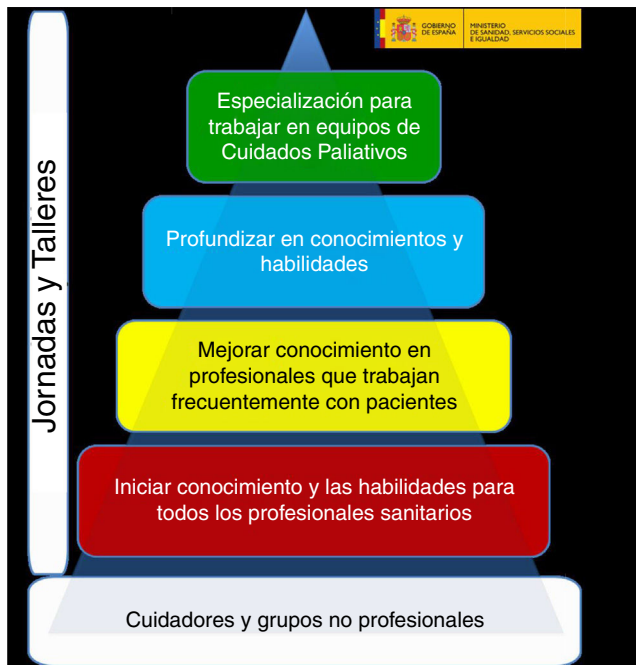 GOBIERNO
DE ESPAÑA
MINISTERIO
DE SANIDAD, SERVICIOS SOCIALES
E IGUALDAD
Especialización para
trabajar en equipos de
Cuidados Paliativos
Profundizar en conocimientos y
habilidades
Mejorar conocimiento en
profesionales que trabajan
frecuentemente con pacientes
Iniciar conocimiento y las habilidades para
todos los profesionales sanitarios
Cuidadores y grupos no profesionales
Jornadas y Talleres